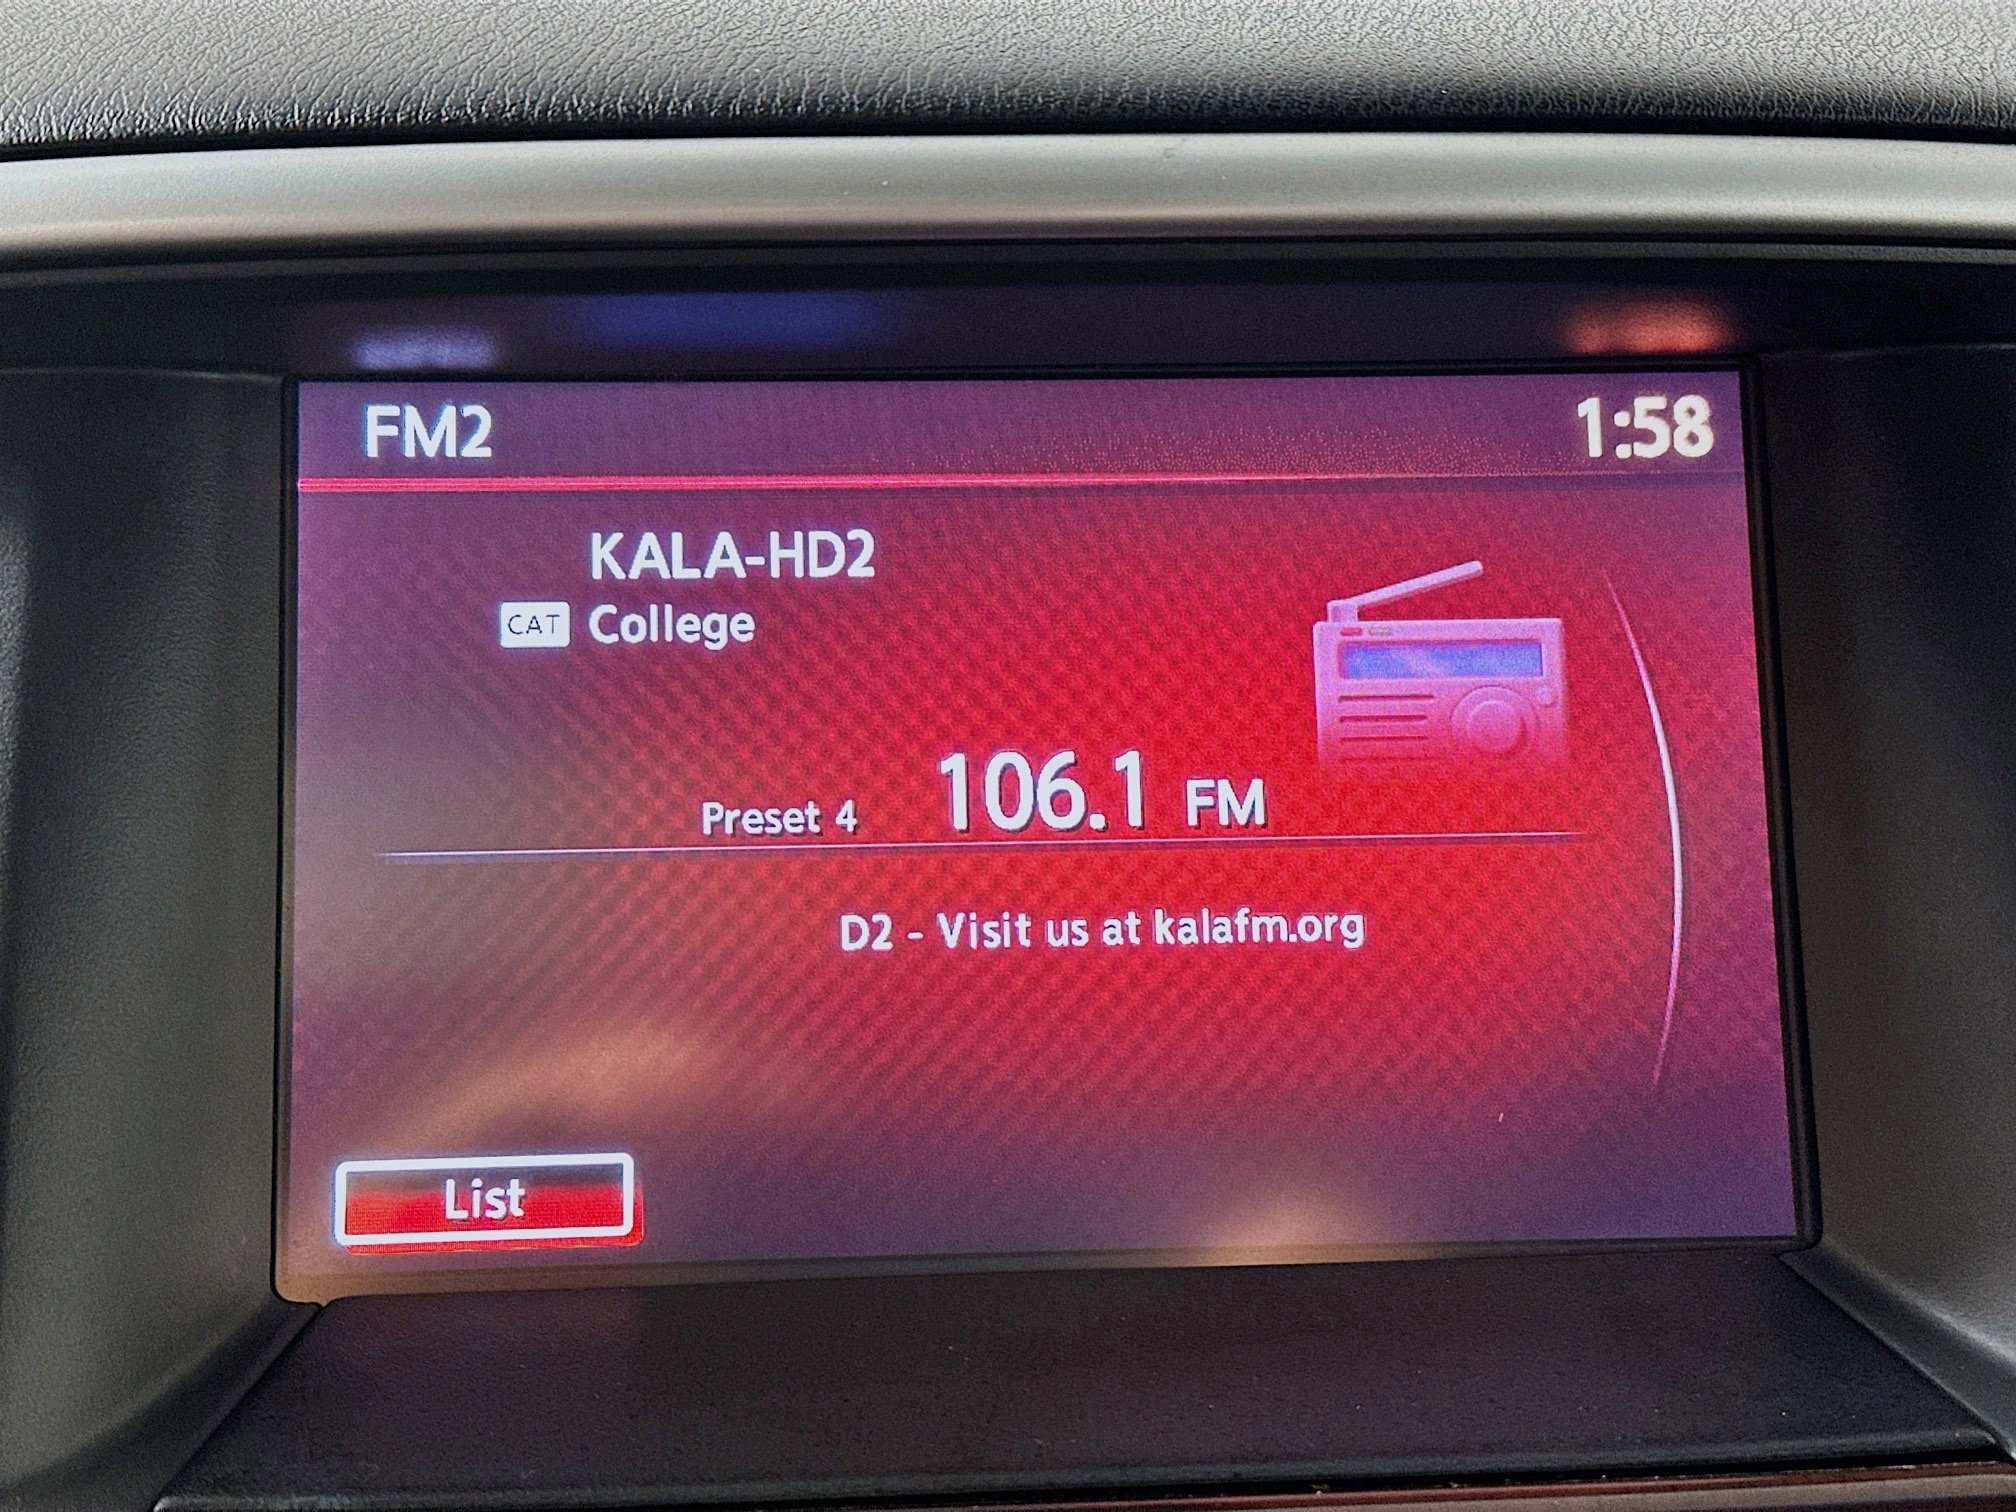 FM2
1:58
KALA-HD2
CAT College
Preset 4 106.1 FM
D2 - Visit us at kalafm.org
List